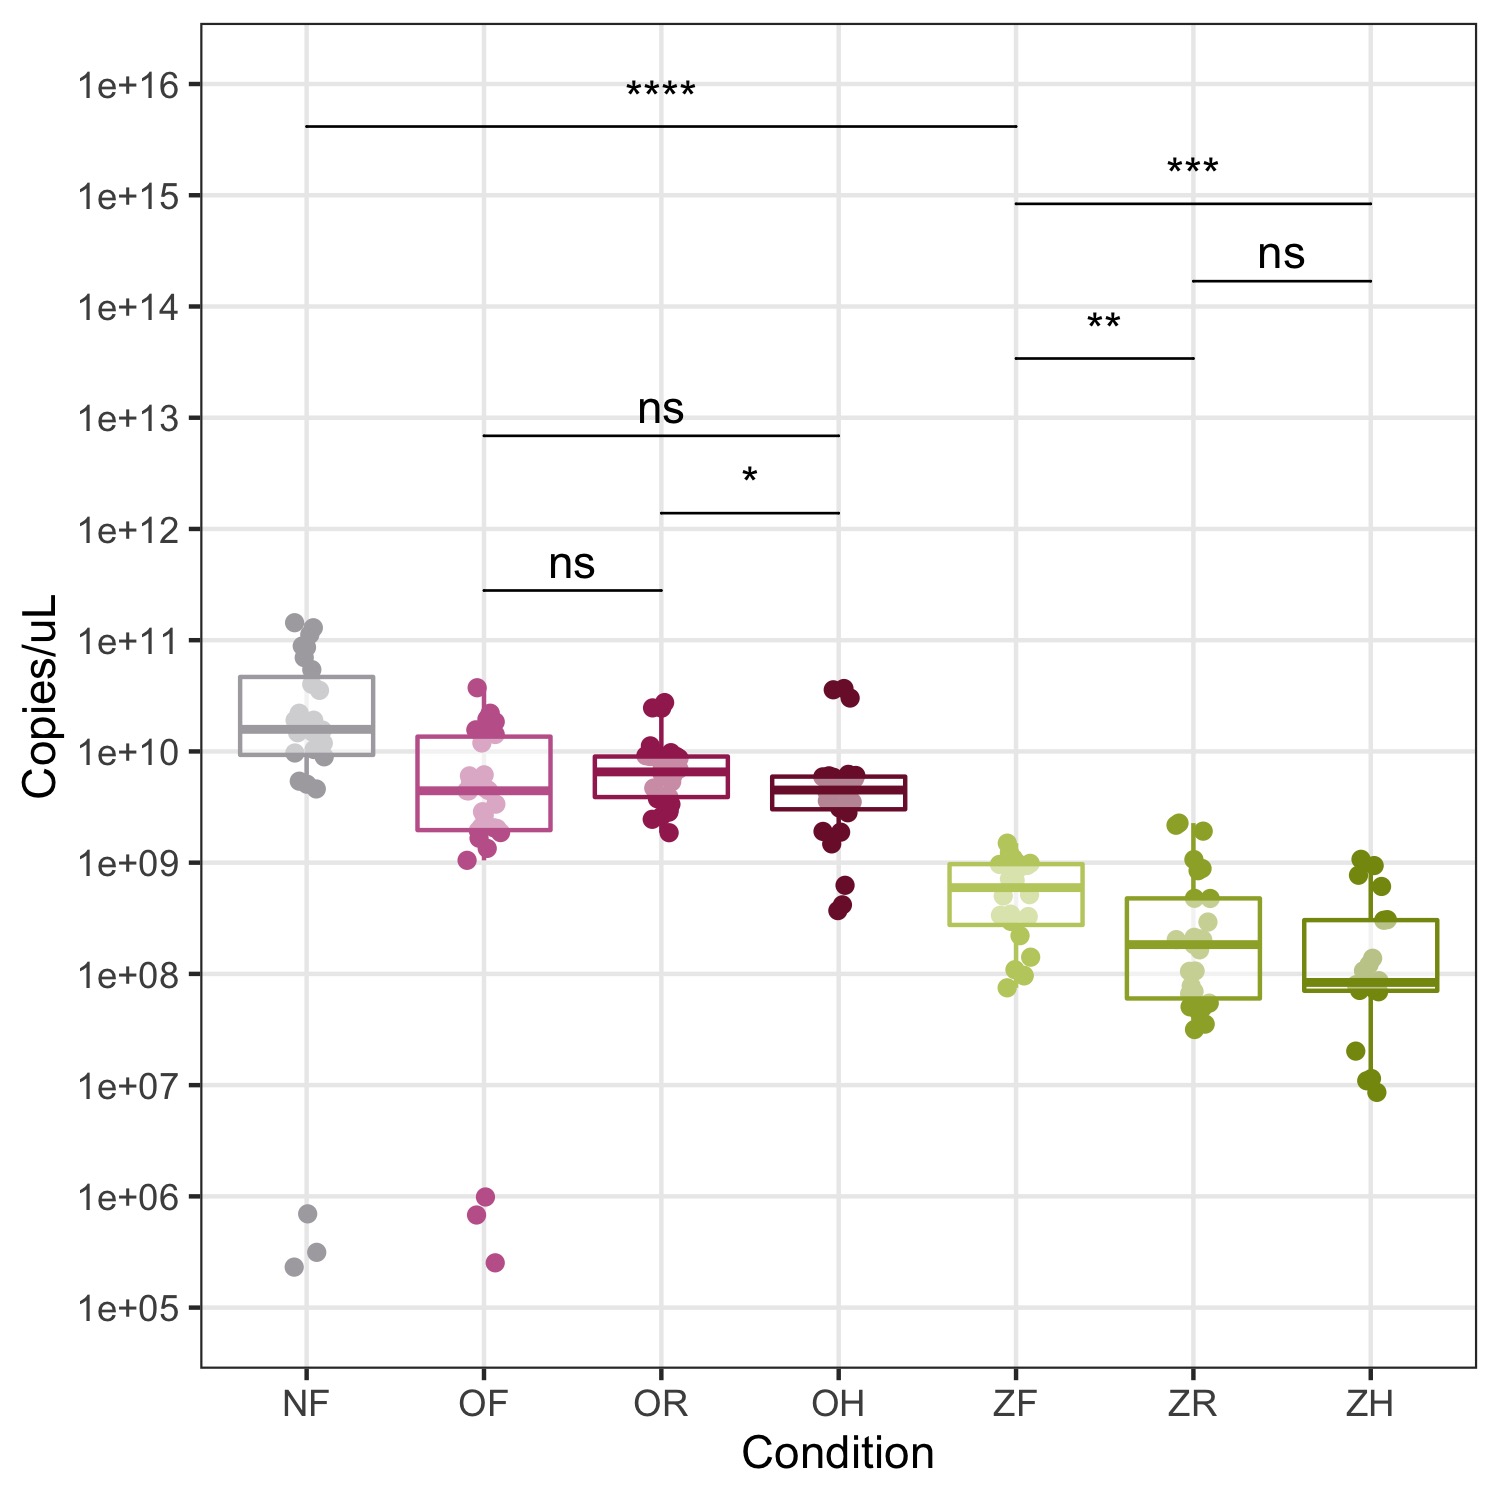 1e+16
****
1e+15
***
ns
1e+14
**
1e+13
ns
*
1e+12
ns
1e+11
1e+10
1e+09
1e+08
1e+07
1e+06
1e+05
Copies/uL
NF OF OR OH ZF ZR ZH
Condition